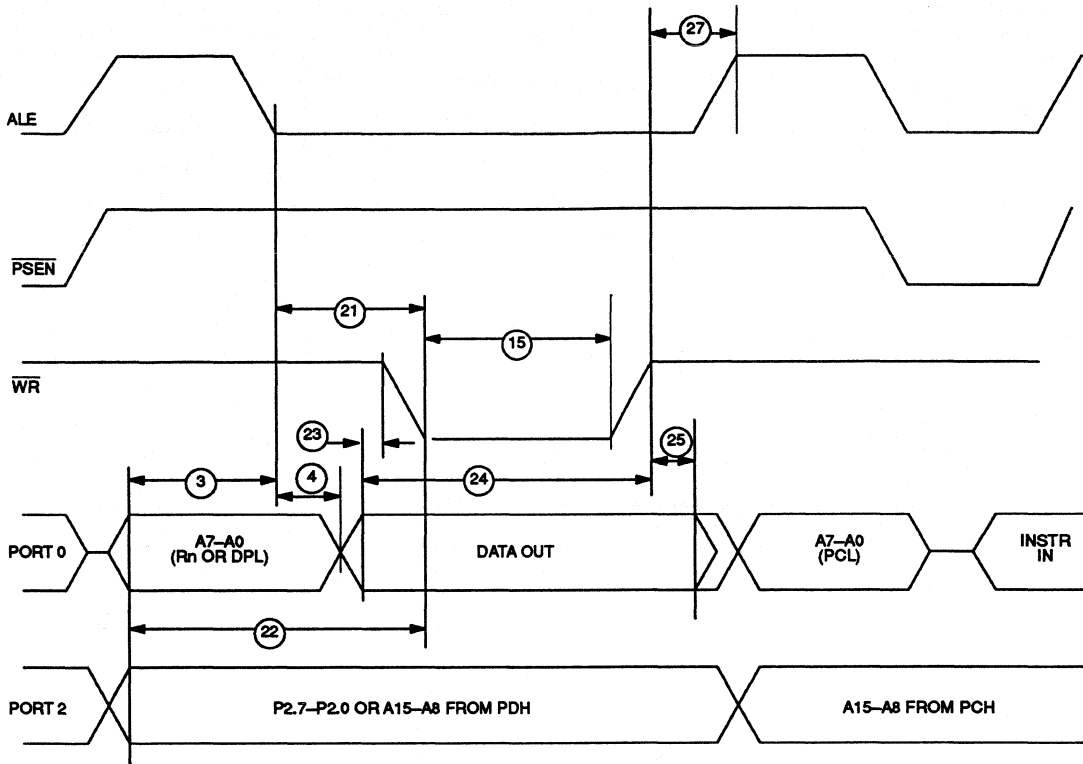 27
ALE
PSEN
21
15
WR
23
25
3
4
24
PORT 0
A7–A0
(Rn OR DPL)
DATA OUT
A7–A0
(PCL)
INSTR
IN
22
PORT 2
P2.7–P2.0 OR A15–A8 FROM PDH
A15–A8 FROM PCH